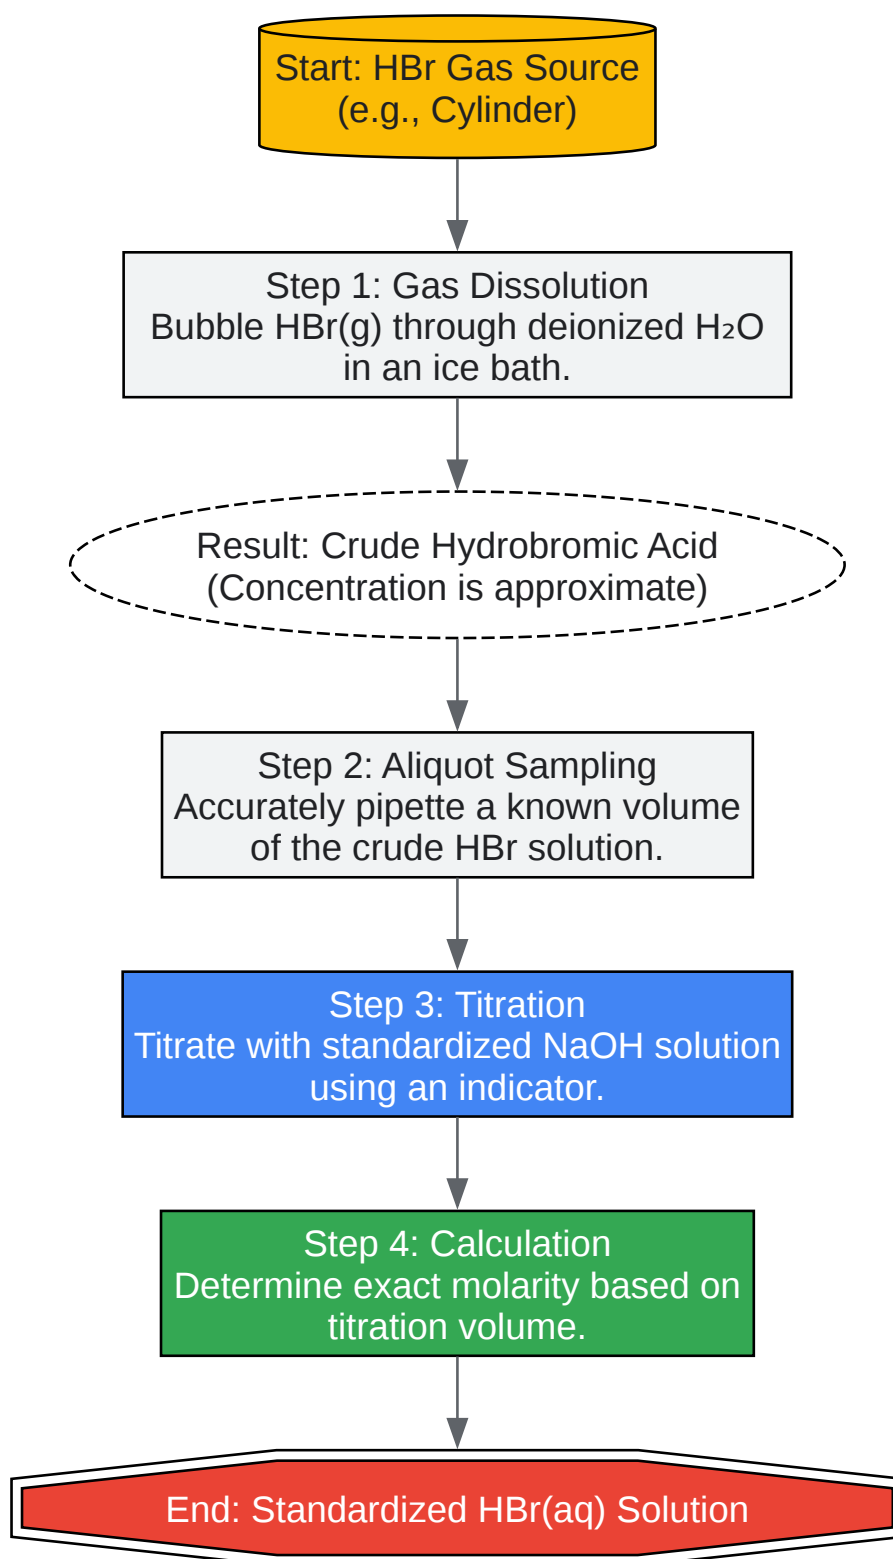 Start: HBr Gas Source
(e.g., Cylinder)
Step 1: Gas Dissolution
Bubble HBr(g) through deionized H₂O
in an ice bath.
Result: Crude Hydrobromic Acid
(Concentration is approximate)
Step 2: Aliquot Sampling
Accurately pipette a known volume
of the crude HBr solution.
Step 3: Titration
Titrate with standardized NaOH solution
using an indicator.
Step 4: Calculation
Determine exact molarity based on
titration volume.
End: Standardized HBr(aq) Solution